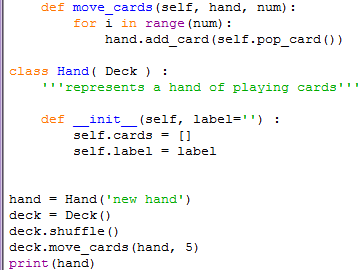 def move_cards(self, hand, num):
for i in range(num):
hand.add_card(self.pop_card())
class Hand( Deck ) :
'''represents a hand of playing cards'''
def __init__(self, label='') :
self.cards = []
self.label = label
hand = Hand('new hand')
deck = Deck()
deck.shuffle()
deck.move_cards(hand, 5)
print(hand)